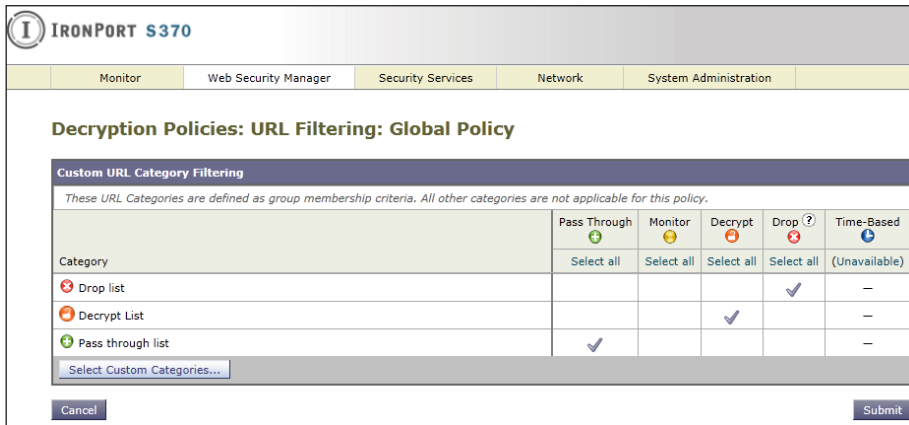 I IRONPORT S370
Monitor Web Security Manager Security Services Network System Administration
Decryption Policies: URL Filtering: Global Policy
Custom URL Category Filtering
These URL Categories are defined as group membership criteria. All other categories are not applicable for this policy.
Pass Through Monitor Decrypt Drop ? Time-Based
Category Select all Select all Select all Select all (Unavailable)
Drop list —
Decrypt List —
Pass through list —
Select Custom Categories...
Cancel Submit